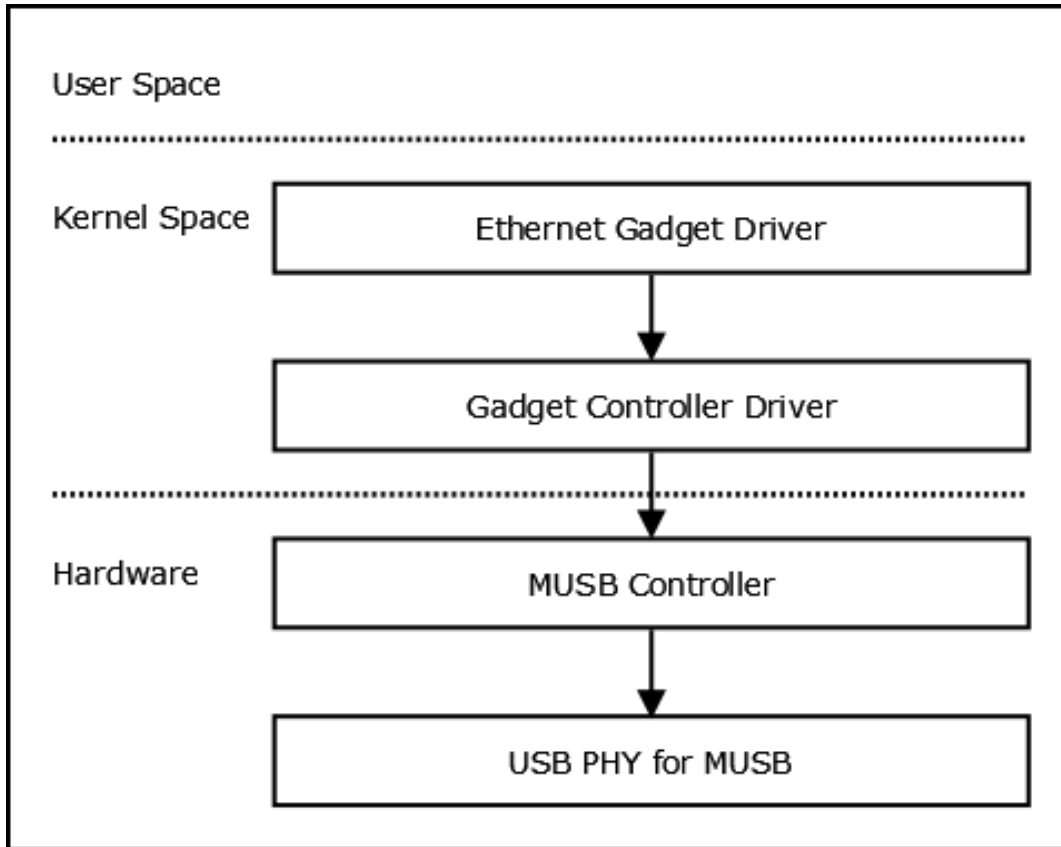 User Space
Kernel Space
Ethernet Gadget Driver
Gadget Controller Driver
Hardware
MUSB Controller
USB PHY for MUSB